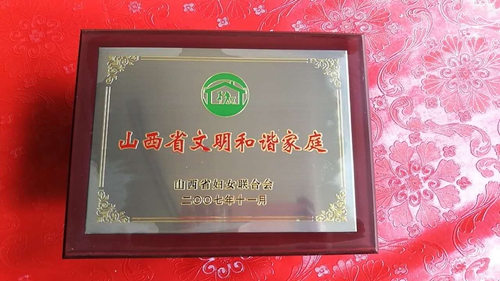 山西省文明和谐家庭
山西省妇女联合会
二〇〇七年十一月